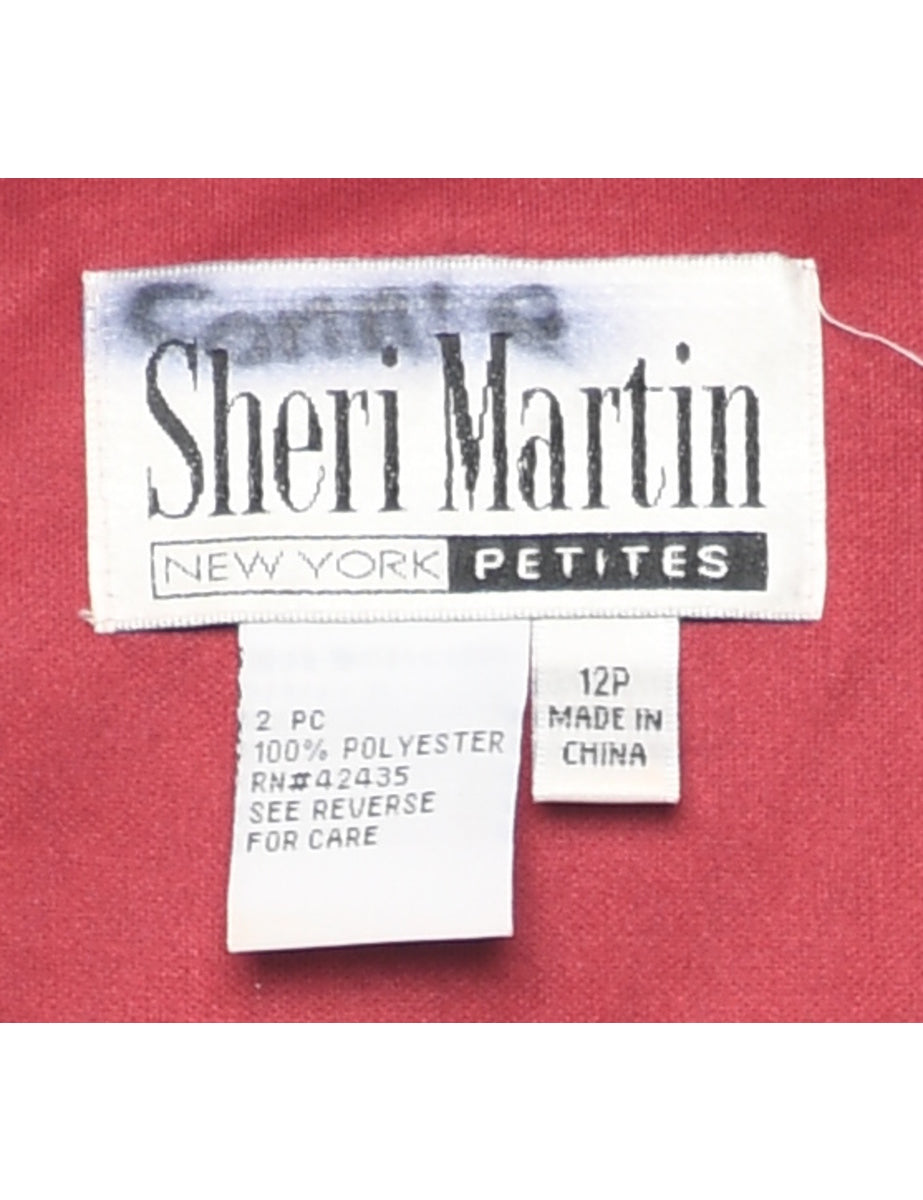 Sheri Martin
NEW YORK PETITES
12P
MADE IN
CHINA
2 PC
100% POLYESTER
RN#42435
SEE REVERSE
FOR CARE